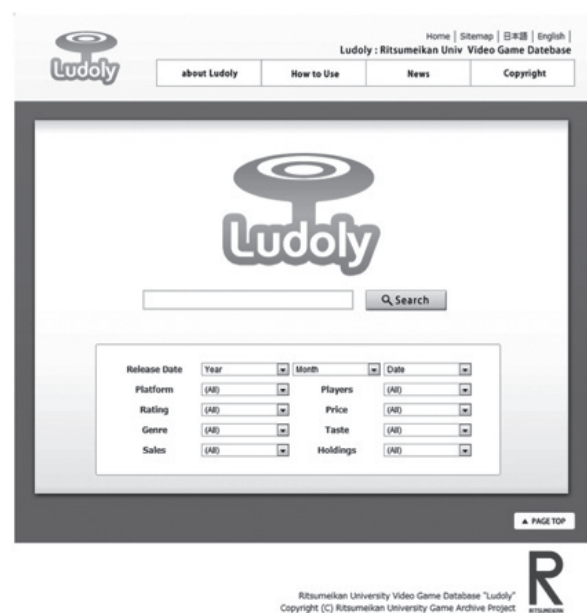 Ludoly
Home | Sitemap | 日本語 | English |
Ludoly : Ritsumeikan Univ Video Game Datebase
about Ludoly
How to Use
News
Copyright
Ludoly
Search
Release Date Year Month Date
Platform (All) Players (All)
Rating (All) Price (All)
Genre (All) Taste (All)
Sales (All) Holdings (All)
▲ PAGE TOP
Ritsumeikan University Video Game Database "Ludoly"
Copyright (C) Ritsumeikan University Game Archive Project
R
RITSUMEIKAN